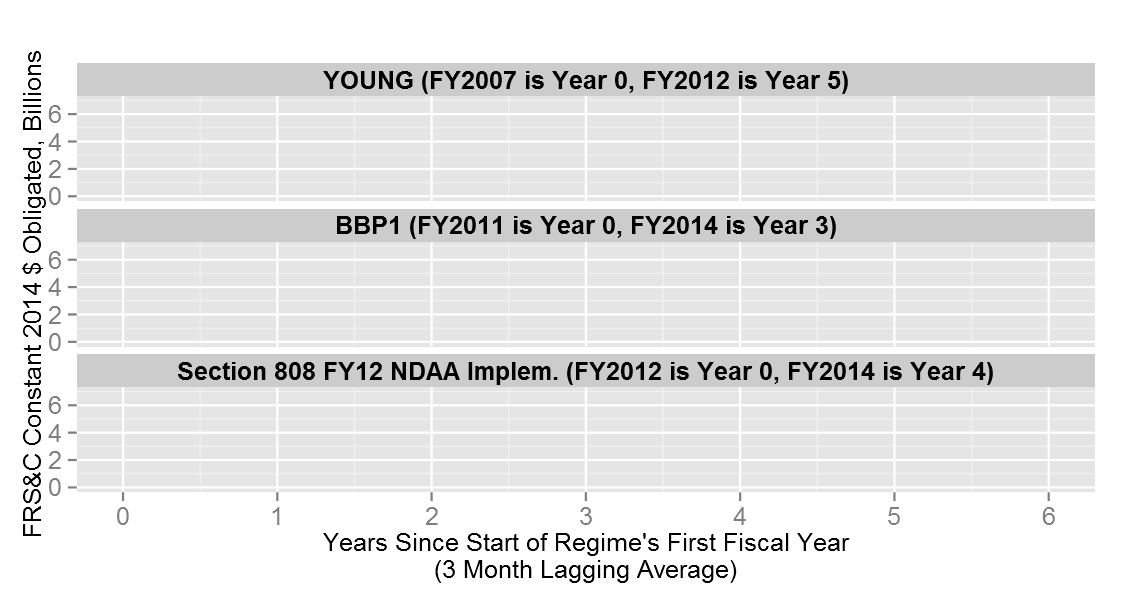 FRS&C Constant 2014 $ Obligated, Billions
YOUNG (FY2007 is Year 0, FY2012 is Year 5)
6
4
2
0
BBP1 (FY2011 is Year 0, FY2014 is Year 3)
6
4
2
0
Section 808 FY12 NDAA Implem. (FY2012 is Year 0, FY2014 is Year 4)
6
4
2
0
0 1 2 3 4 5 6
Years Since Start of Regime's First Fiscal Year
(3 Month Lagging Average)